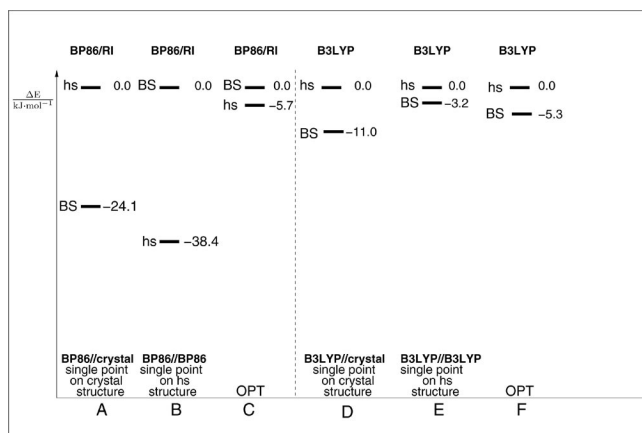 BP86/RI BP86/RI BP86/RI B3LYP B3LYP B3LYP
hs 0.0 BS 0.0 BS 0.0 hs 0.0 hs 0.0 hs 0.0
ΔE
kJ·mol⁻¹
hs −5.7 BS −3.2
BS −5.3
BS −11.0
BS −24.1
hs −38.4
BP86//crystal BP86//BP86 B3LYP//crystal B3LYP//B3LYP
single point single point single point single point
on crystal on hs on crystal on hs
structure structure OPT structure structure OPT
A B C D E F